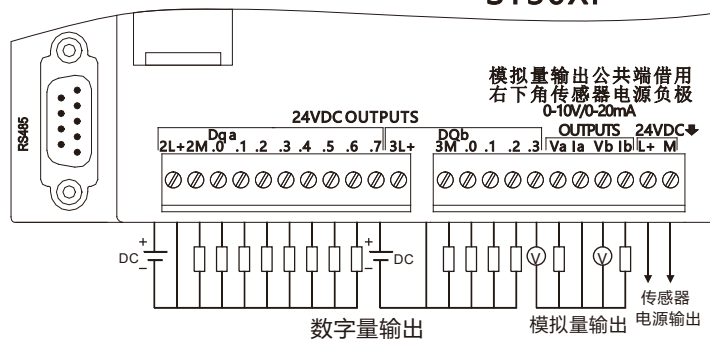 模拟量输出公共端借用
右下角传感器电源负极
0-10V/0-20mA
24VDC OUTPUTS
OUTPUTS 24VDC
Dqa DQb
2L+ 2M .0 .1 .2 .3 .4 .5 .6 .7 3L+ 3M .0 .1 .2 .3 Va Ia Vb Ib L+ M
RS485
+ +
DC DC V V
− −
传感器
电源输出
数字量输出 模拟量输出